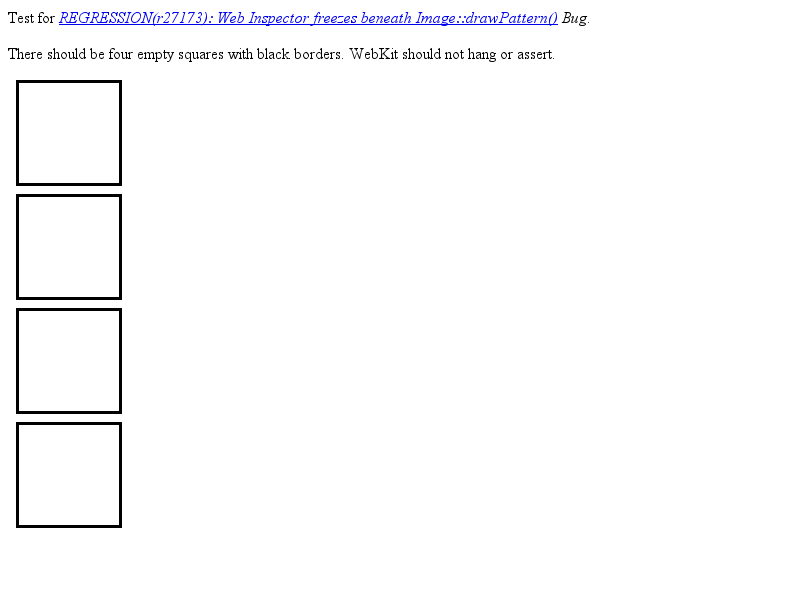 Test for REGRESSION(r27173): Web Inspector freezes beneath Image::drawPattern() Bug.
There should be four empty squares with black borders. WebKit should not hang or assert.